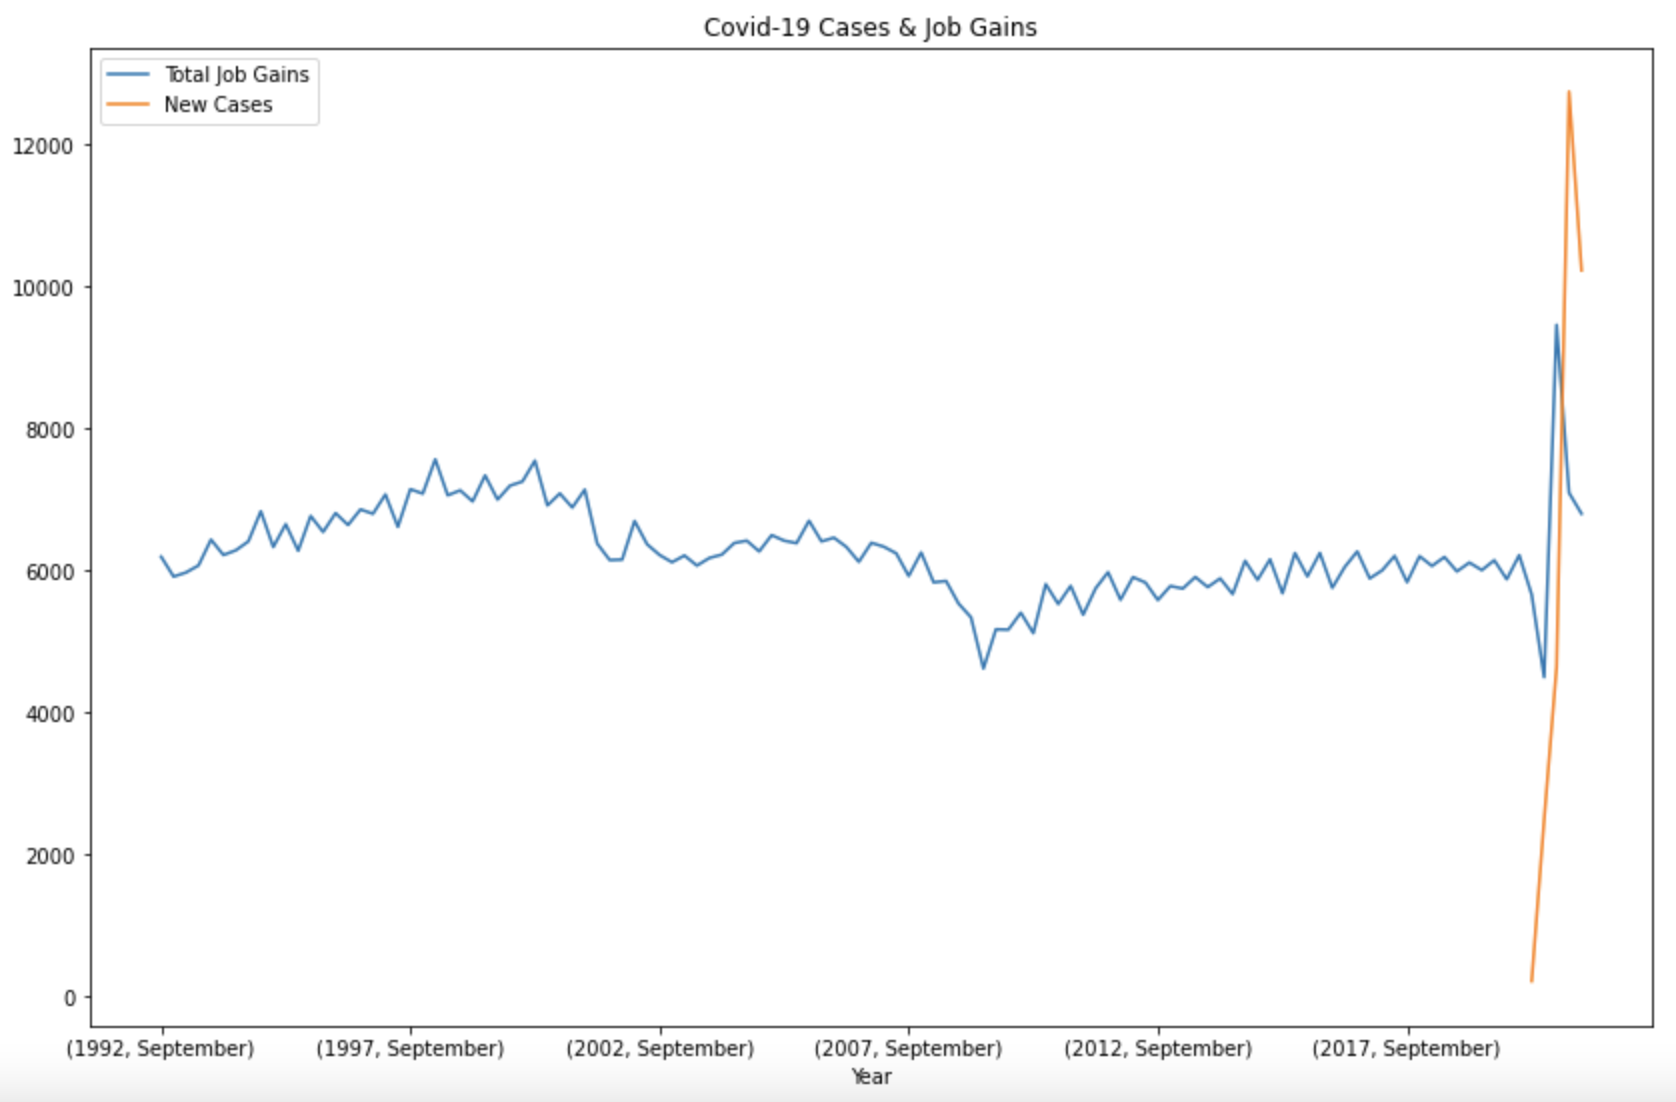 Covid-19 Cases & Job Gains
Total Job Gains
New Cases
12000
10000
8000
6000
4000
2000
0
(1992, September) (1997, September) (2002, September) (2007, September) (2012, September) (2017, September)
Year